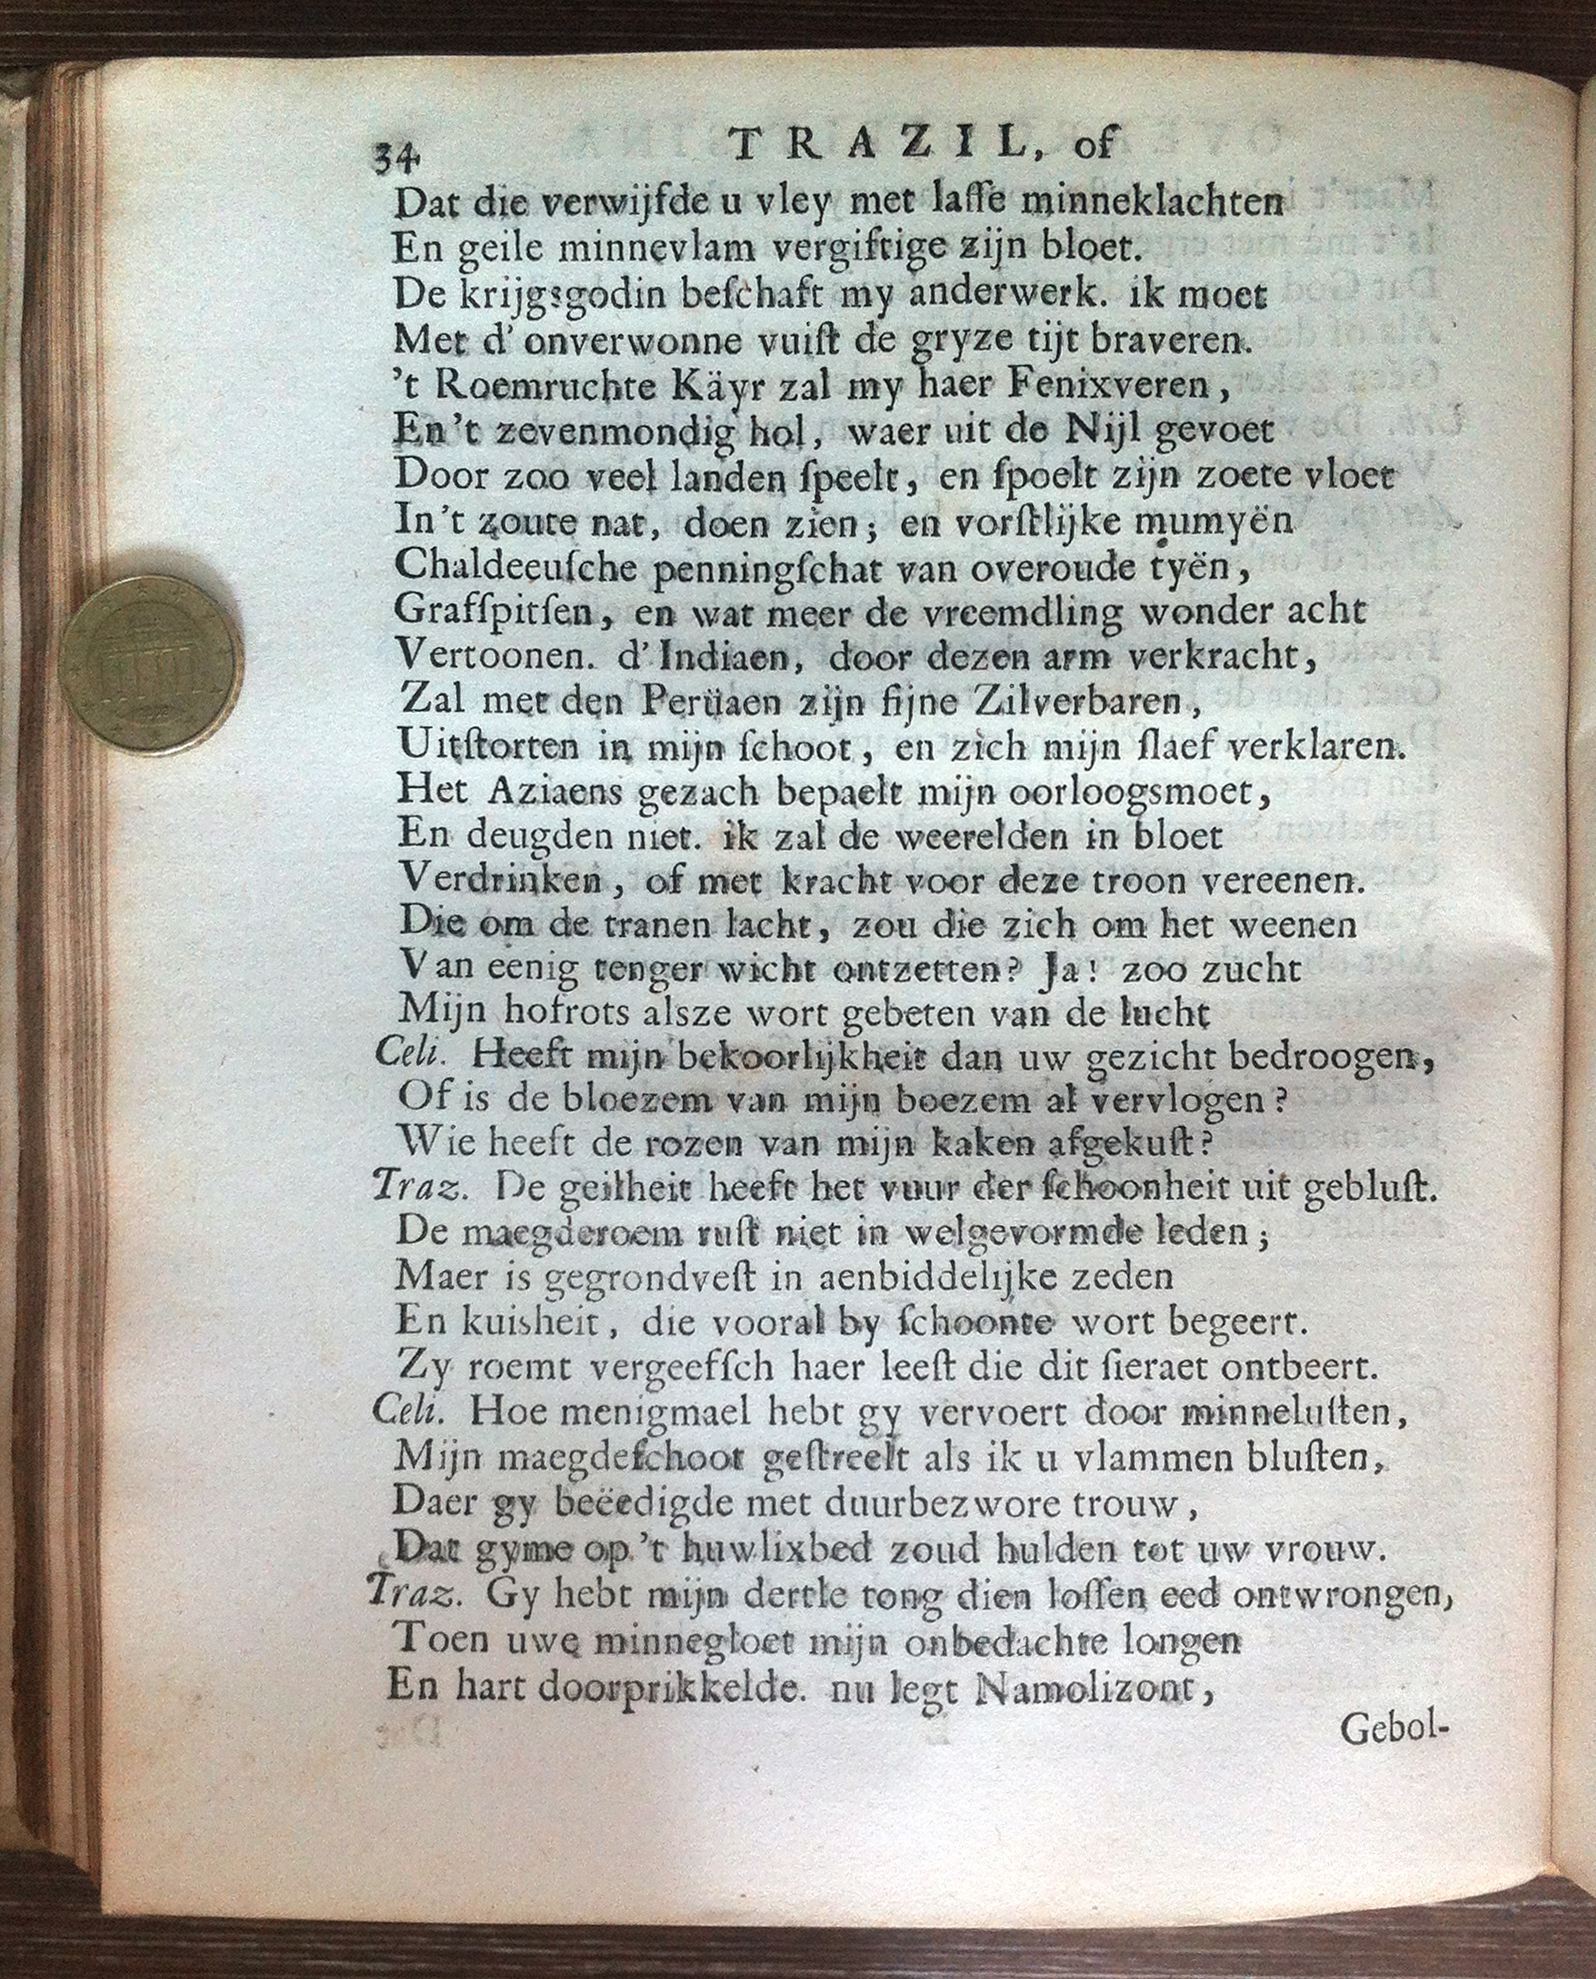 34 TRAZIL, of
Dat die verwijfde u vley met laſſe minneklachten
En geile minnevlam vergiftige zijn bloet.
De krijgsgodin beſchaft my anderwerk. ik moet
Met d' onverwonne vuiſt de gryze tijt braveren.
't Roemruchte Käyr zal my haer Fenixveren,
En 't zevenmondig hol, waer uit de Nijl gevoet
Door zoo veel landen ſpeelt, en ſpoelt zijn zoete vloet
In 't zoute nat, doen zien; en vorſtlijke mumyën
Chaldeeuſche penningſchat van overoude tyën,
Grafſpitſen, en wat meer de vreemdling wonder acht
Vertoonen. d' Indiaen, door dezen arm verkracht,
Zal met den Perüaen zijn fijne Zilverbaren,
Uitſtorten in mijn ſchoot, en zich mijn ſlaef verklaren.
Het Aziaens gezach bepaelt mijn oorloogsmoet,
En deugden niet. ik zal de weerelden in bloet
Verdrinken, of met kracht voor deze troon vereenen.
Die om de tranen lacht, zou die zich om het weenen
Van eenig tenger wicht ontzetten? Ja! zoo zucht
Mijn hofrots alsze wort gebeten van de lucht
Celi. Heeft mijn bekoorlijkheit dan uw gezicht bedroogen,
Of is de bloezem van mijn boezem al vervlogen?
Wie heeft de rozen van mijn kaken afgekuſt?
Traz. De geilheit heeft het vuur der ſchoonheit uit gebluſt.
De maegderoem ruſt niet in welgevormde leden;
Maer is gegrondveſt in aenbiddelijke zeden
En kuisheit, die vooral by ſchoonte wort begeert.
Zy roemt vergeefſch haer leeſt die dit ſieraet ontbeert.
Celi. Hoe menigmael hebt gy vervoert door minneluſten,
Mijn maegdeſchoot geſtreelt als ik u vlammen bluſten,
Daer gy beëedigde met duurbezwore trouw,
Dat gyme op 't huwlixbed zoud hulden tot uw vrouw.
Traz. Gy hebt mijn dertle tong dien loſſen eed ontwrongen,
Toen uwe minnegloet mijn onbedachte longen
En hart doorprikkelde. nu legt Namolizont,
Gebol-